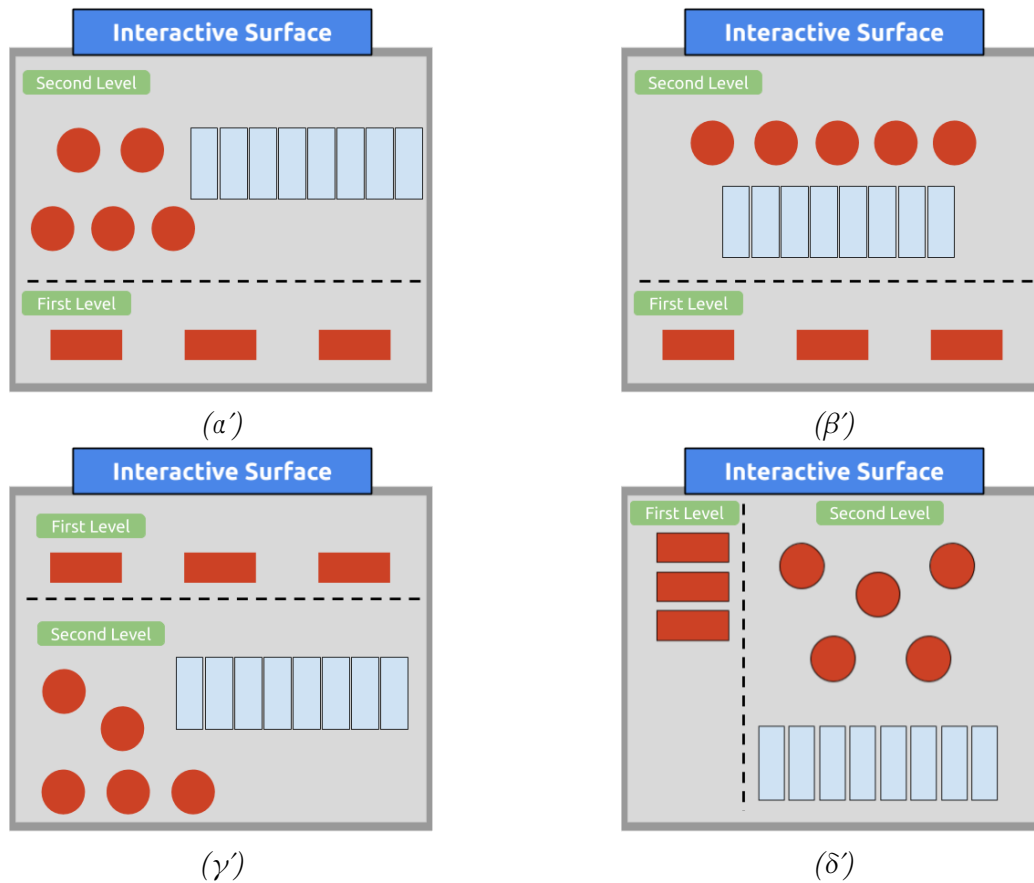 Interactive Surface
Second Level
First Level
(α′)
Interactive Surface
Second Level
First Level
(β′)
Interactive Surface
First Level
Second Level
(γ′)
Interactive Surface
First Level
Second Level
(δ′)